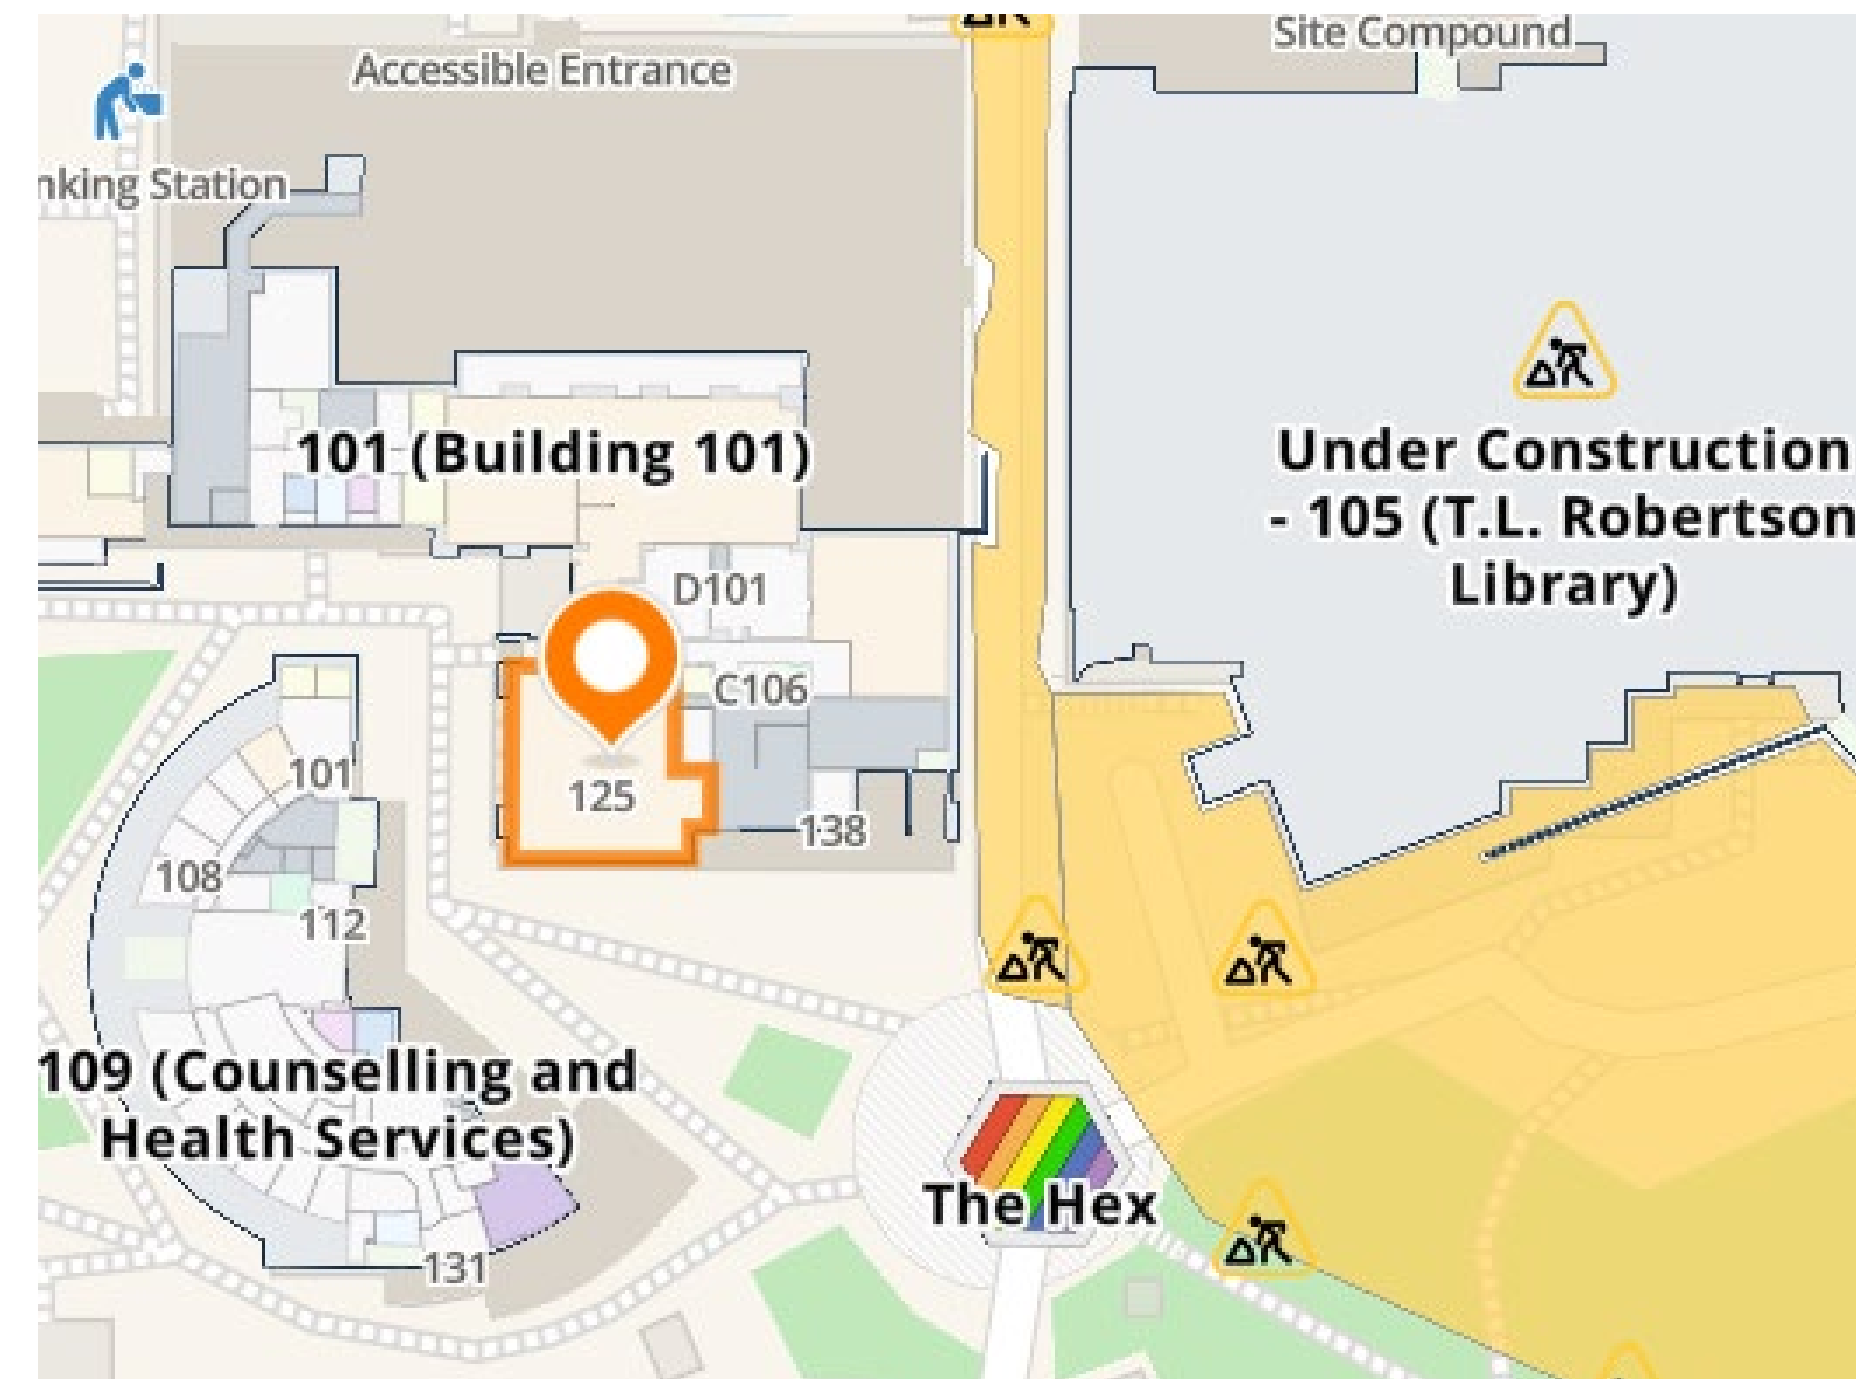 Site Compound
Accessible Entrance
nking Station
101 (Building 101)
Under Construction
- 105 (T.L. Robertson
Library)
D101
C106
101
125
138
108
112
109 (Counselling and
Health Services)
The Hex
131